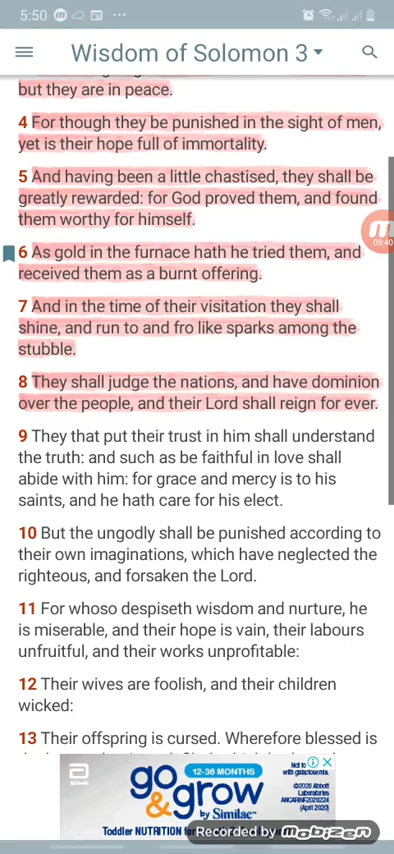 5:50
Wisdom of Solomon 3
but they are in peace.
4 For though they be punished in the sight of men,
yet is their hope full of immortality.
5 And having been a little chastised, they shall be
greatly rewarded: for God proved them, and found
them worthy for himself.
6 As gold in the furnace hath he tried them, and
received them as a burnt offering.
09:40
7 And in the time of their visitation they shall
shine, and run to and fro like sparks among the
stubble.
8 They shall judge the nations, and have dominion
over the people, and their Lord shall reign for ever.
9 They that put their trust in him shall understand
the truth: and such as be faithful in love shall
abide with him: for grace and mercy is to his
saints, and he hath care for his elect.
10 But the ungodly shall be punished according to
their own imaginations, which have neglected the
righteous, and forsaken the Lord.
11 For whoso despiseth wisdom and nurture, he
is miserable, and their hope is vain, their labours
unfruitful, and their works unprofitable:
12 Their wives are foolish, and their children
wicked:
13 Their offspring is cursed. Wherefore blessed is
Abbott
go
& grow
by Similac
12-36 MONTHS
Not
with galactosemia.
©2020 Abbott
Laboratories
(April 2020)
Toddler NUTRITION
Recorded by mobizen